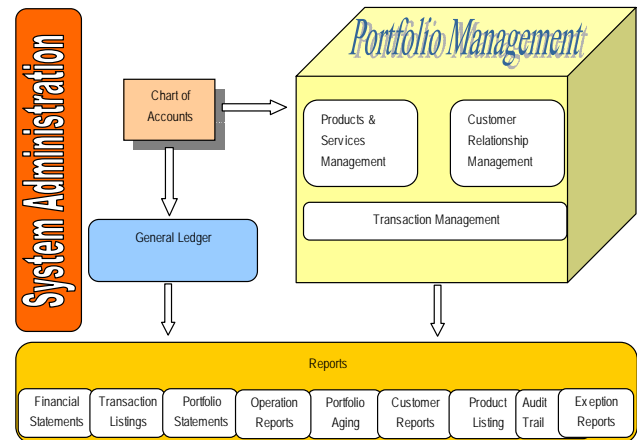 System Administration
Portfolio Management
Chart of
Accounts
Products &
Services
Management
Customer
Relationship
Management
Transaction Management
General Ledger
Reports
Financial
Statements
Transaction
Listings
Portfolio
Statements
Operation
Reports
Portfolio
Aging
Customer
Reports
Product
Listing
Audit
Trail
Exeption
Reports